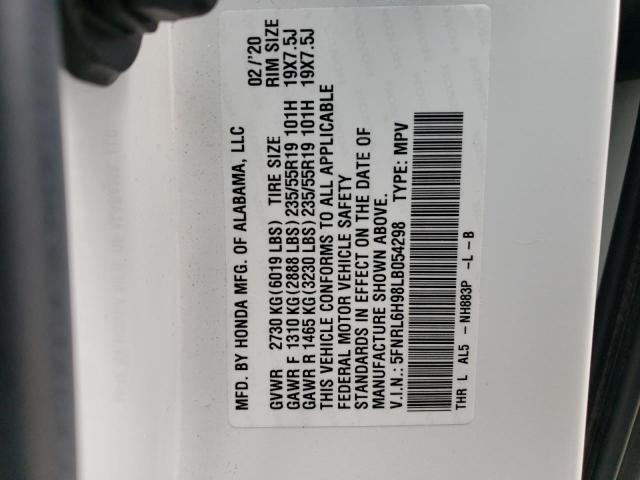 MFD. BY HONDA MFG. OF ALABAMA, LLC 02/'20
GVWR 2730 KG(6019 LBS) TIRE SIZE RIM SIZE
GAWR F 1310 KG(2888 LBS)235/55R19 101H 19X7.5J
GAWR R 1465 KG(3230 LBS)235/55R19 101H 19X7.5J
THIS VEHICLE CONFORMS TO ALL APPLICABLE
FEDERAL MOTOR VEHICLE SAFETY
STANDARDS IN EFFECT ON THE DATE OF
MANUFACTURE SHOWN ABOVE.
V.I.N.: 5FNRL6H98LB054298 TYPE: MPV
THR L AL5 - NH883P -L-B